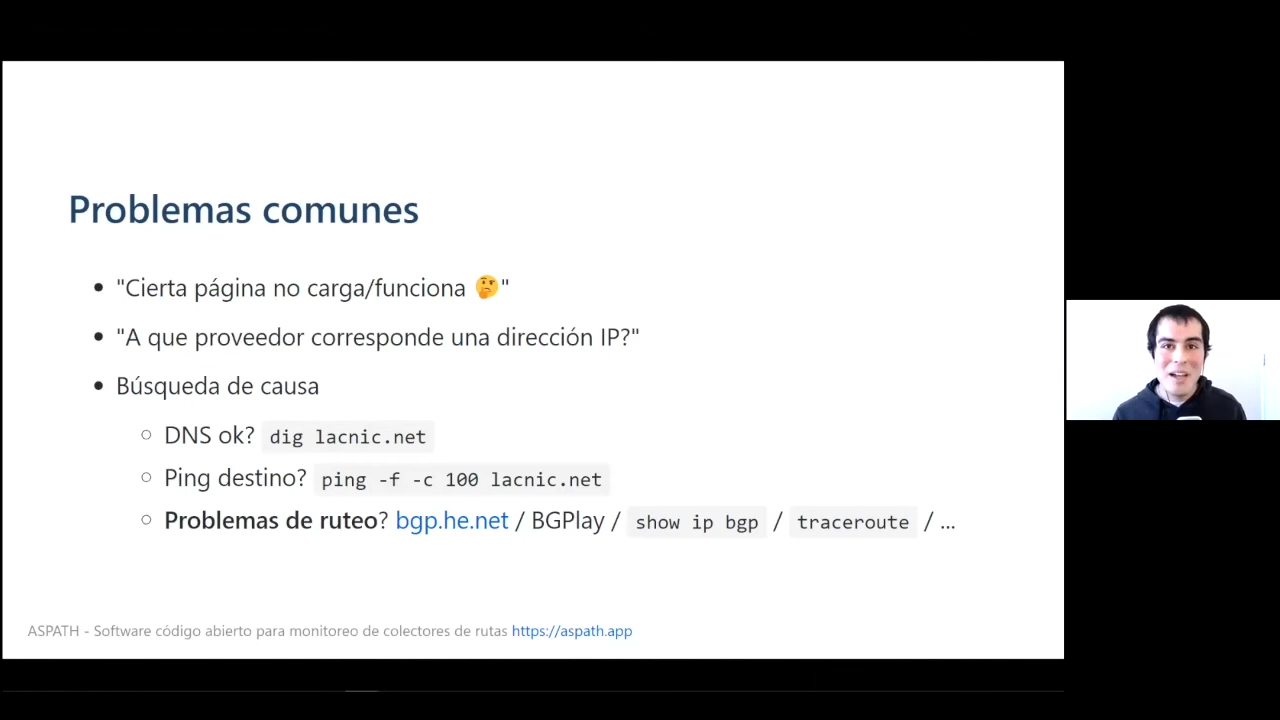 Problemas comunes
• "Cierta página no carga/funciona 🤔"
• "A que proveedor corresponde una dirección IP?"
• Búsqueda de causa
○ DNS ok? dig lacnic.net
○ Ping destino? ping -f -c 100 lacnic.net
○ Problemas de ruteo? bgp.he.net / BGPlay / show ip bgp / traceroute / ...
ASPATH - Software código abierto para monitoreo de colectores de rutas https://aspath.app